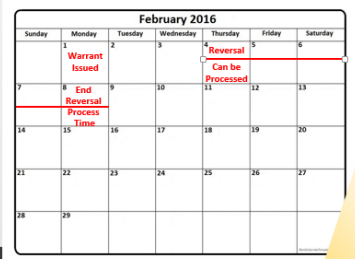 February 2016
Sunday Monday Tuesday Wednesday Thursday Friday Saturday
1 2 3 4 5 6
Warrant
Issued
Reversal
Can be
Processed
7 8 9 10 11 12 13
End
Reversal
Process
Time
14 15 16 17 18 19 20
21 22 23 24 25 26 27
28 29